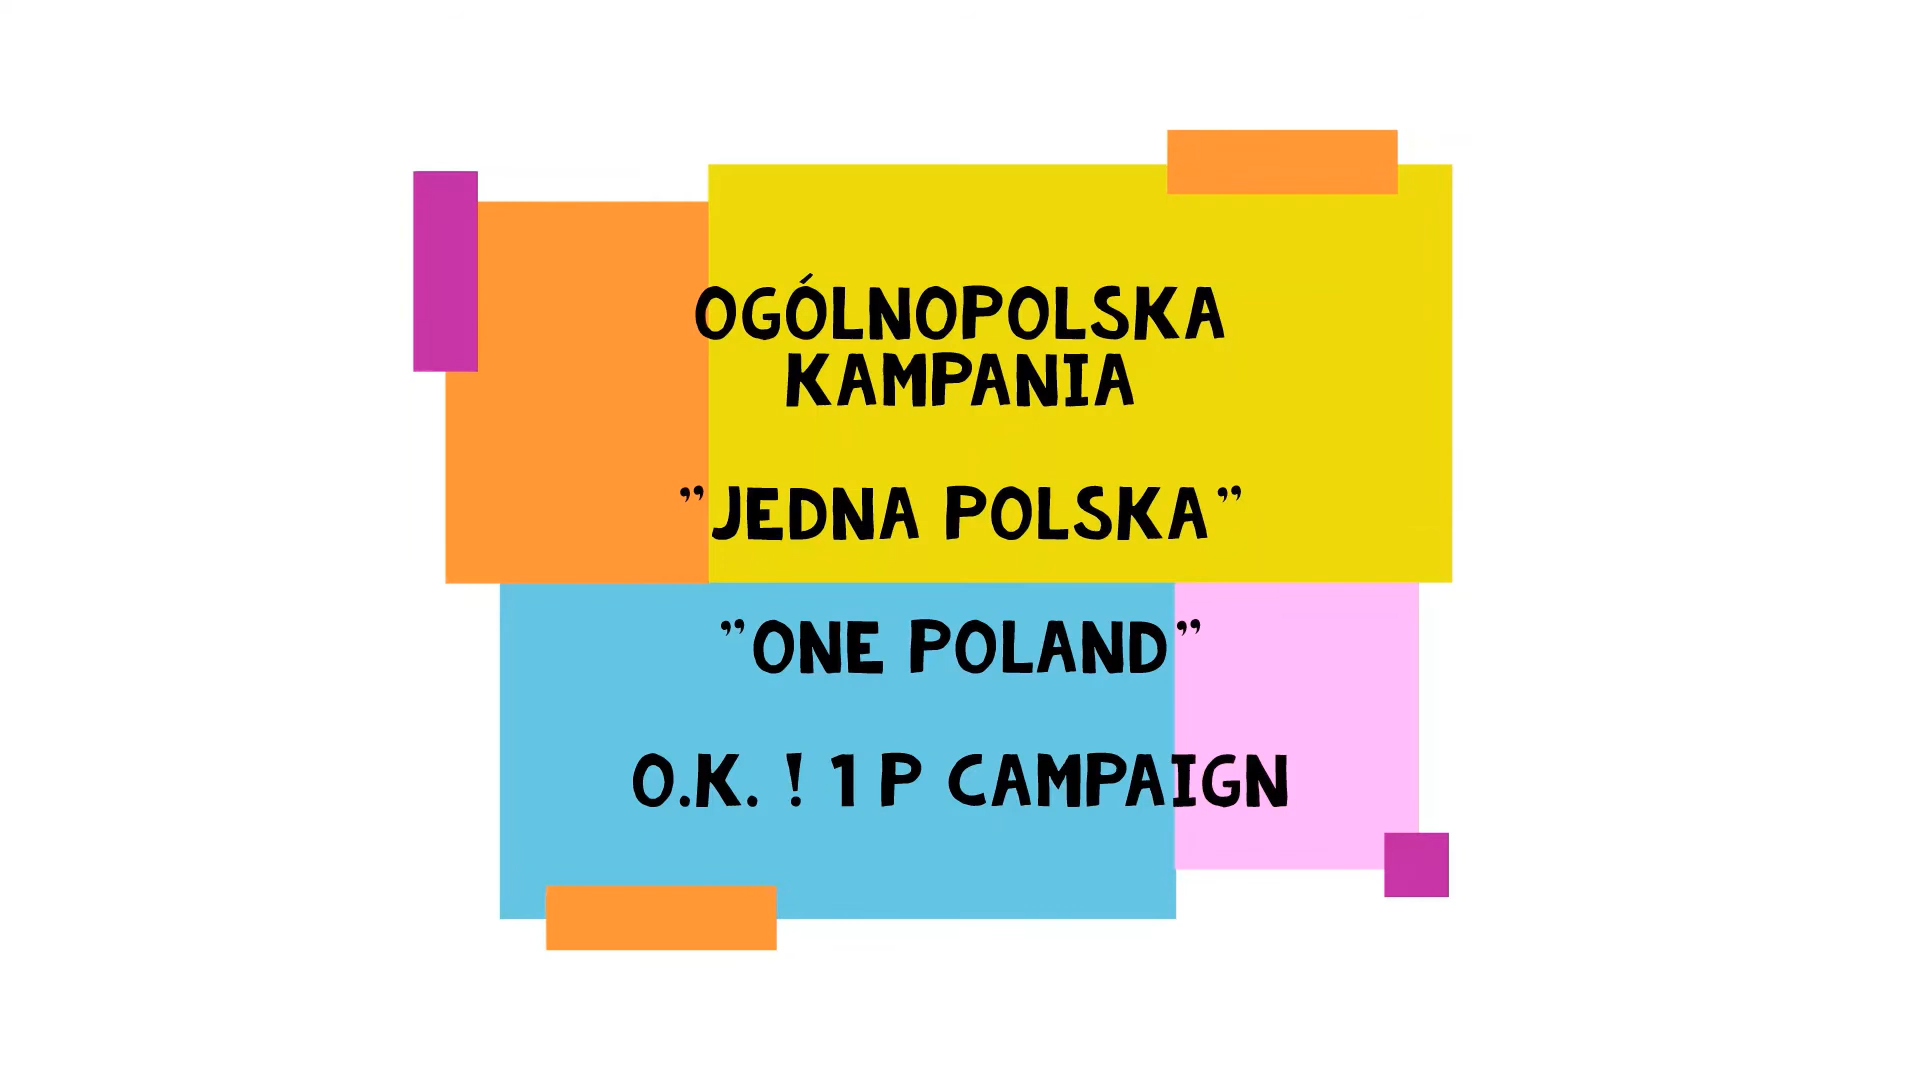 OGÓLNOPOLSKA
KAMPANIA
”JEDNA POLSKA”
”ONE POLAND”
O.K. ! 1 P CAMPAIGN